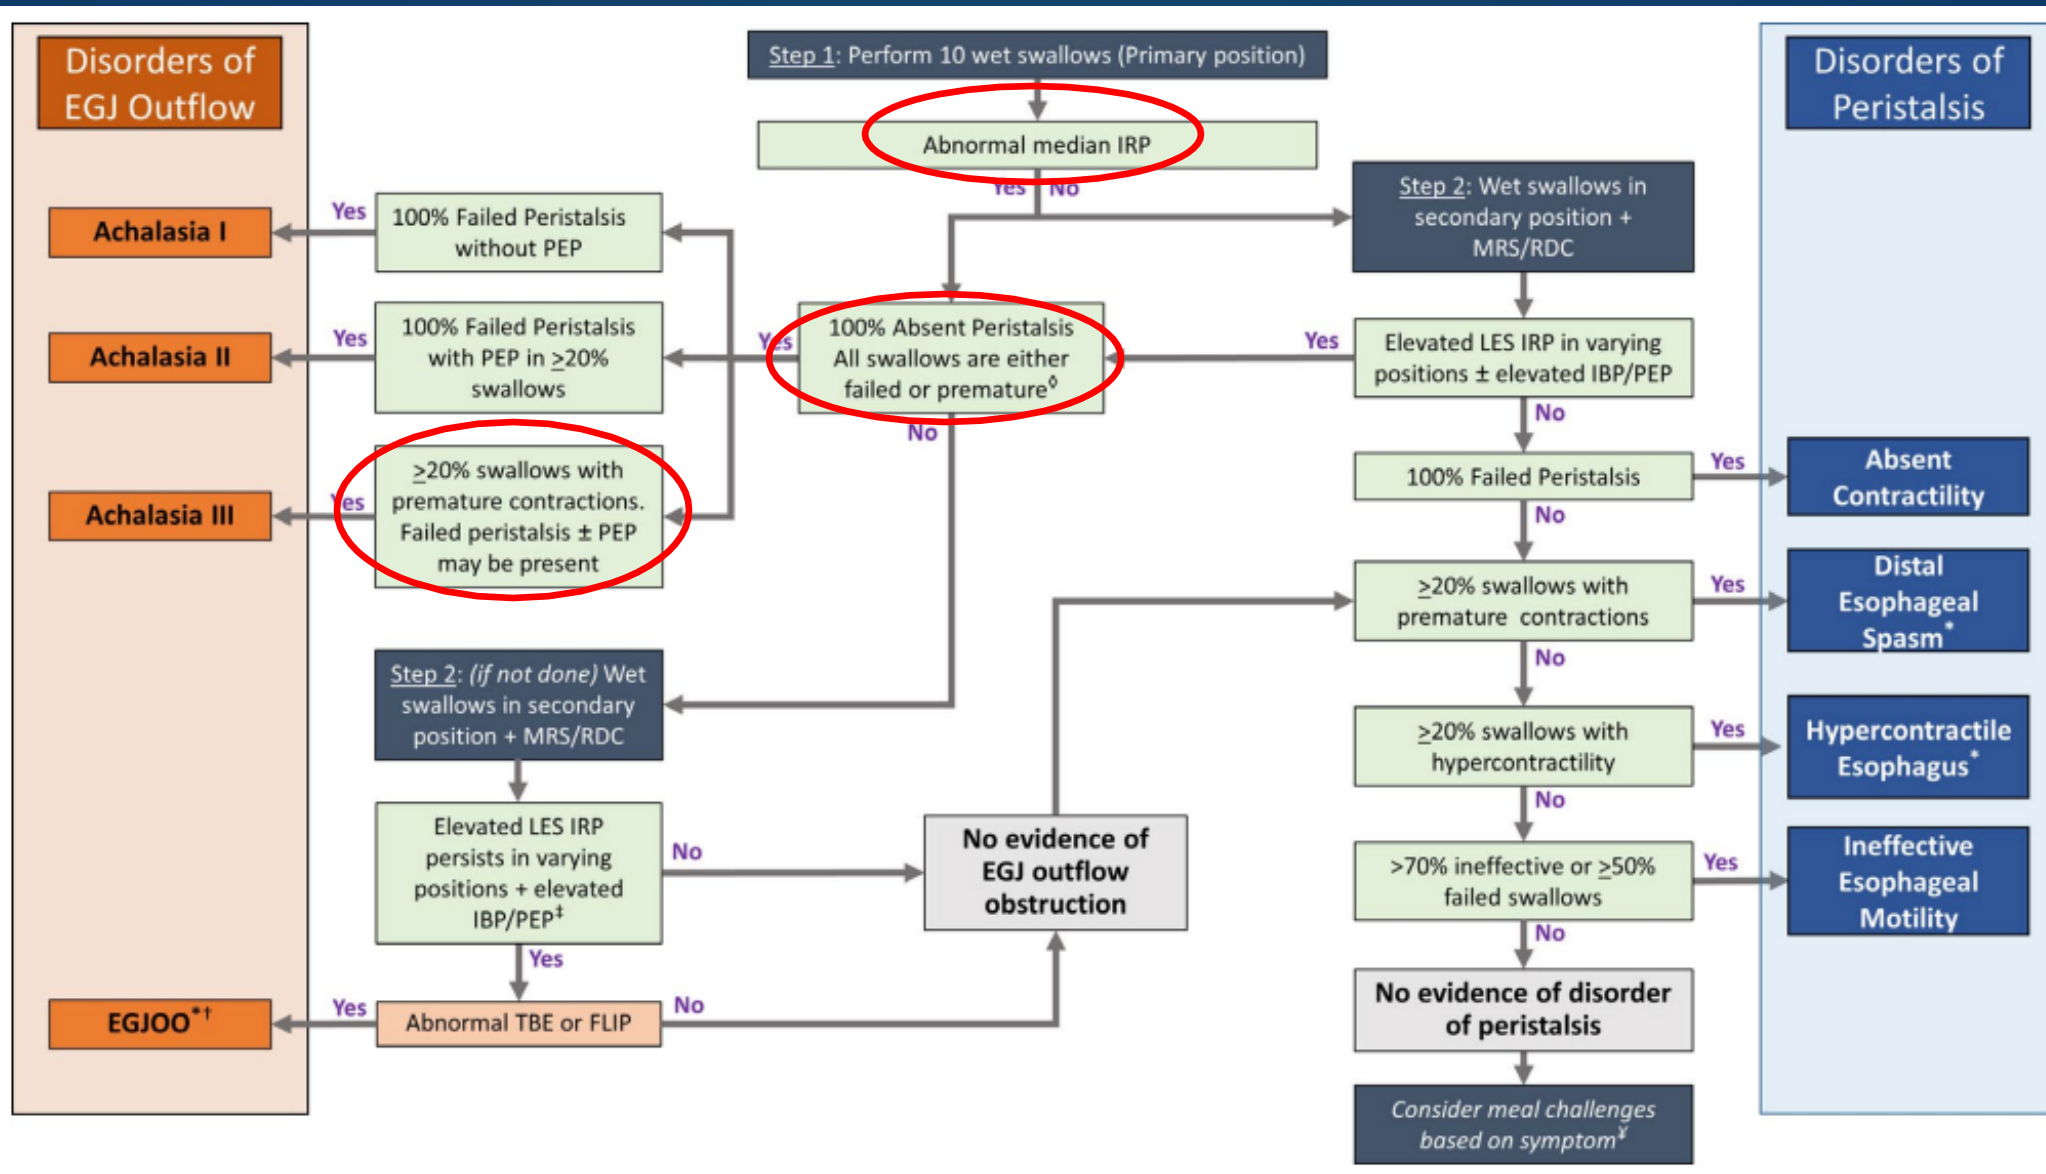 Disorders of
EGJ Outflow
Step 1: Perform 10 wet swallows (Primary position)
Disorders of
Peristalsis
Abnormal median IRP
Yes
No
Step 2: Wet swallows in
secondary position +
MRS/RDC
Achalasia I
Yes
100% Failed Peristalsis
without PEP
Achalasia II
Yes
100% Failed Peristalsis
with PEP in ≥20%
swallows
Yes
100% Absent Peristalsis
All swallows are either
failed or premature◊
Yes
Elevated LES IRP in varying
positions ± elevated IBP/PEP
No
No
Achalasia III
Yes
≥20% swallows with
premature contractions.
Failed peristalsis ± PEP
may be present
100% Failed Peristalsis
Yes
Absent
Contractility
No
≥20% swallows with
premature contractions
Yes
Distal
Esophageal
Spasm*
No
Step 2: (if not done) Wet
swallows in secondary
position + MRS/RDC
≥20% swallows with
hypercontractility
Yes
Hypercontractile
Esophagus*
No
Elevated LES IRP
persists in varying
positions + elevated
IBP/PEP‡
No
No evidence of
EGJ outflow
obstruction
>70% ineffective or ≥50%
failed swallows
Yes
Ineffective
Esophageal
Motility
Yes
No
EGJOO*†
Yes
Abnormal TBE or FLIP
No
No evidence of disorder
of peristalsis
Consider meal challenges
based on symptom¥